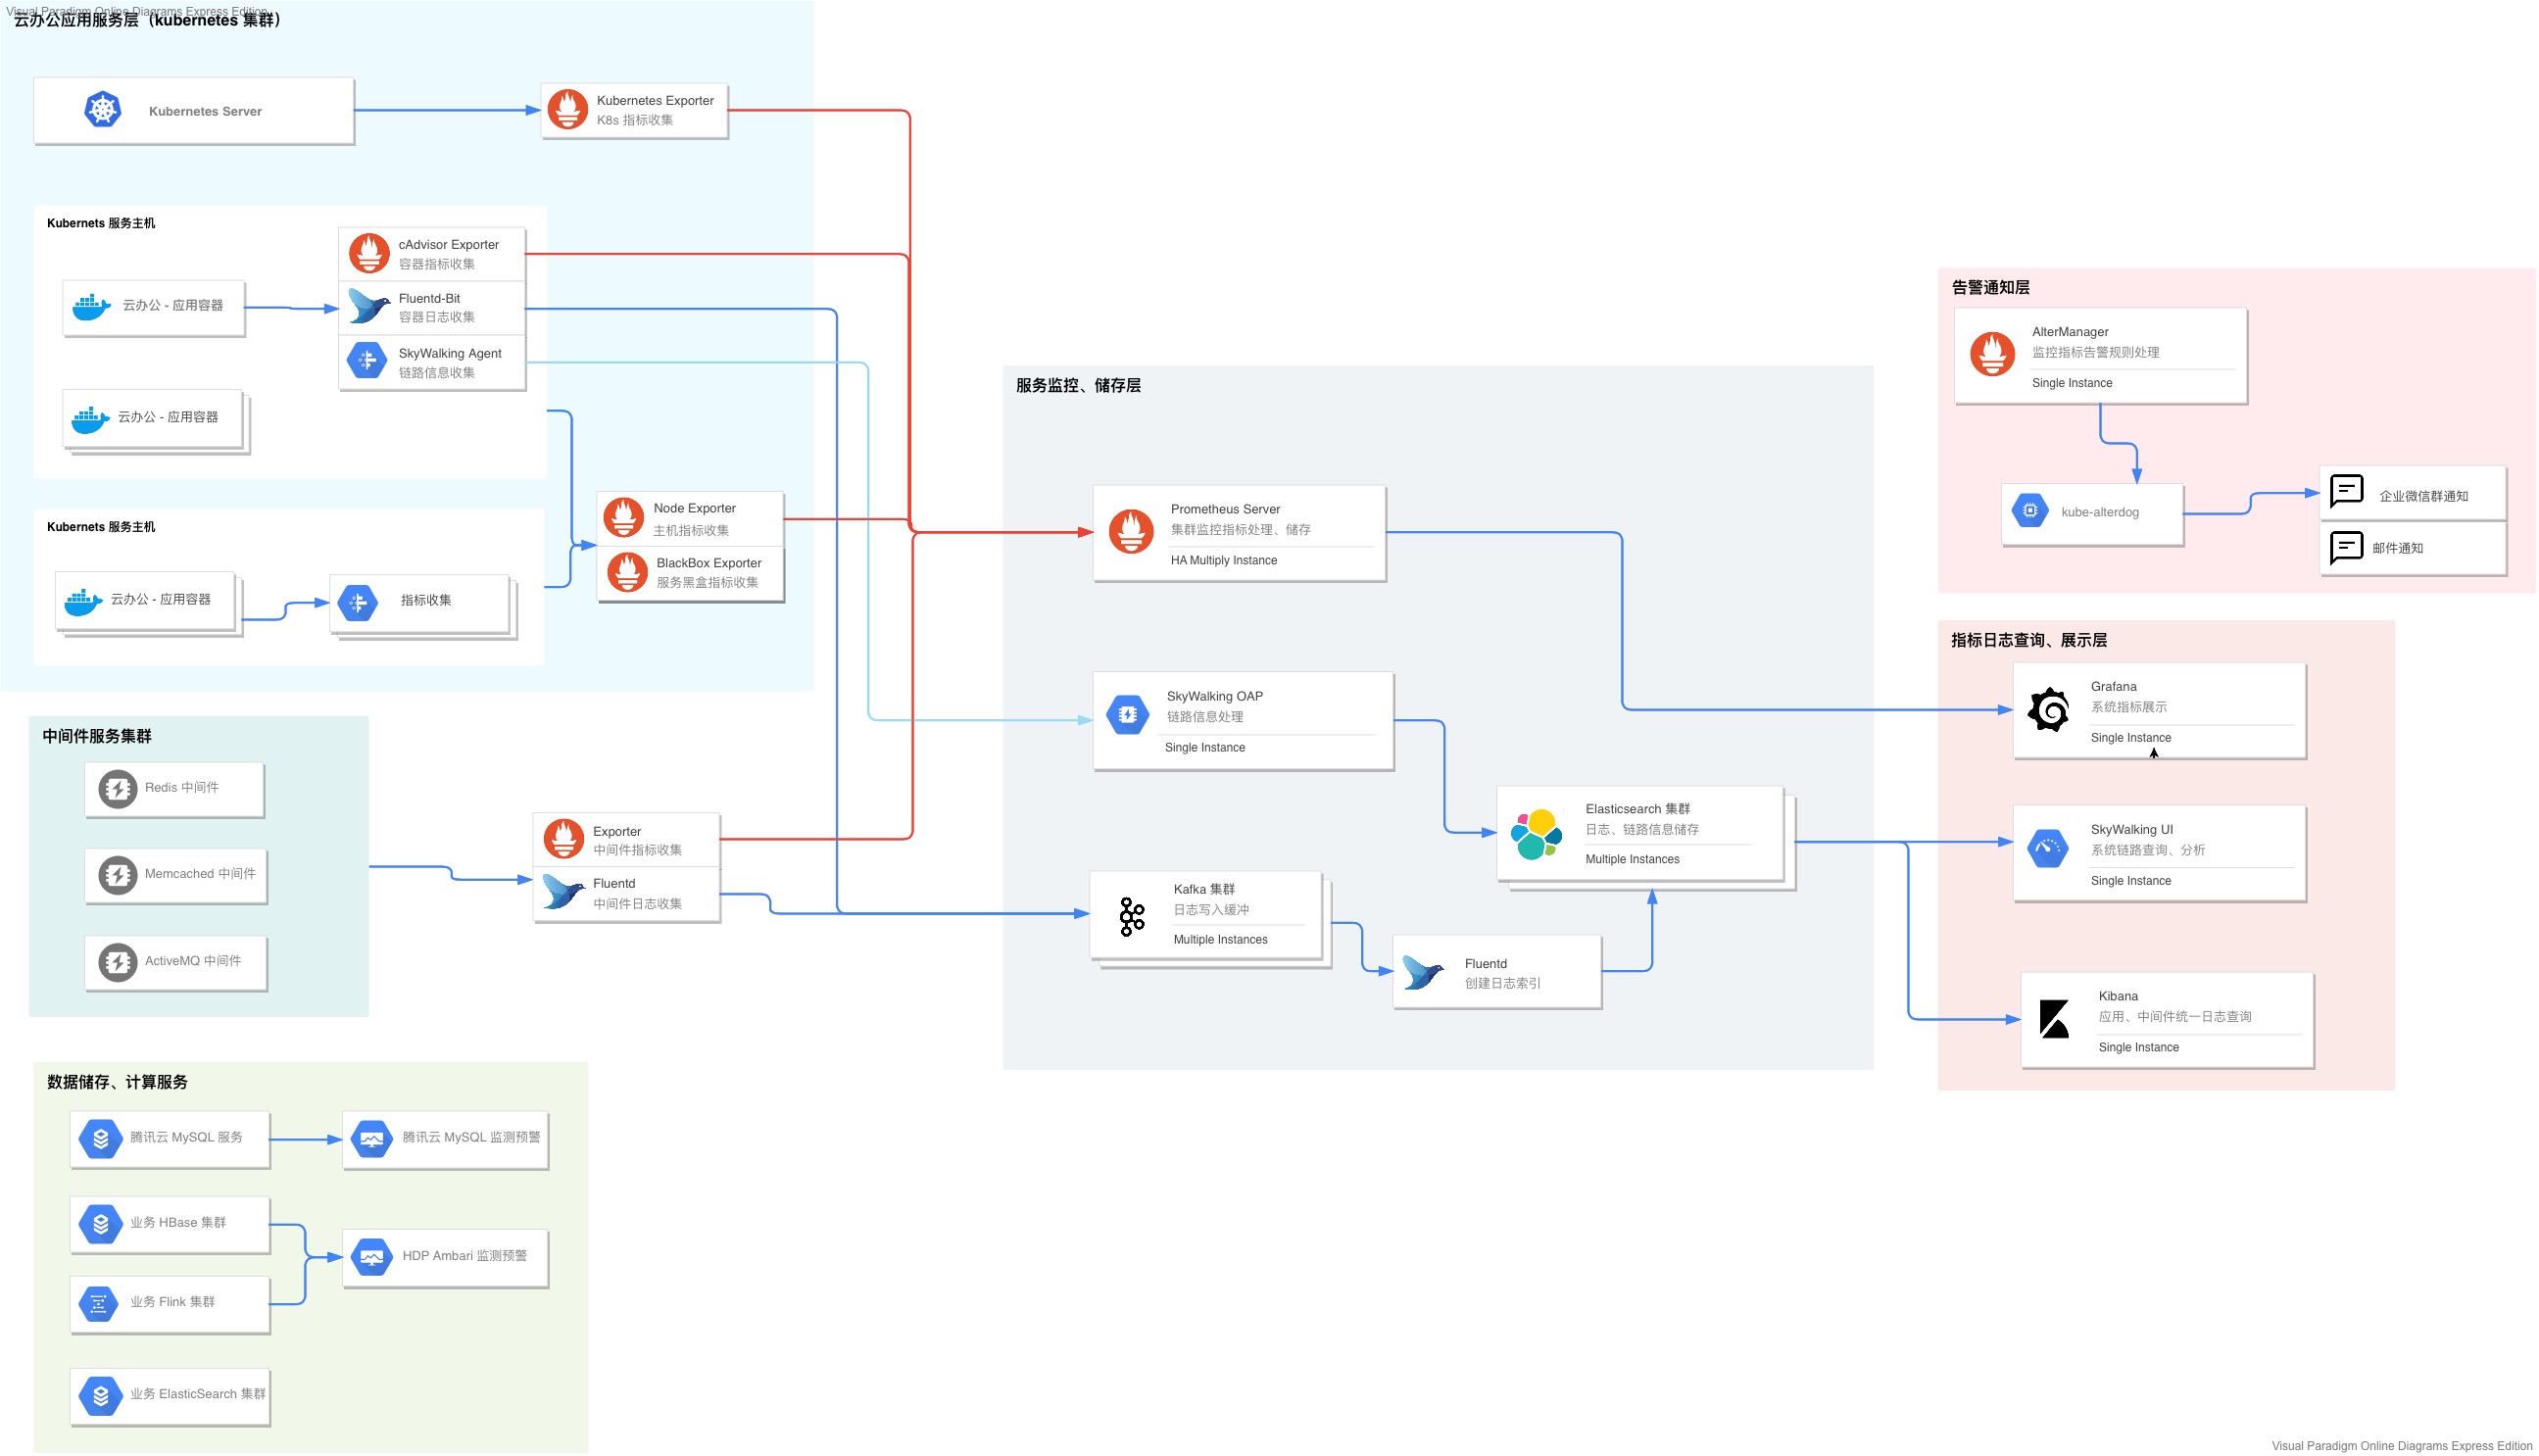 Visual Paradigm Online Diagrams Express Edition
云办公应用服务层（kubernetes 集群）
Kubernetes Server
Kubernetes Exporter
K8s 指标收集
Kubernets 服务主机
云办公 - 应用容器
cAdvisor Exporter
容器指标收集
Fluentd-Bit
容器日志收集
SkyWalking Agent
链路信息收集
云办公 - 应用容器
Kubernets 服务主机
云办公 - 应用容器
指标收集
Node Exporter
主机指标收集
BlackBox Exporter
服务黑盒指标收集
中间件服务集群
Redis 中间件
Memcached 中间件
ActiveMQ 中间件
Exporter
中间件指标收集
Fluentd
中间件日志收集
数据储存、计算服务
腾讯云 MySQL 服务
腾讯云 MySQL 监测预警
业务 HBase 集群
HDP Ambari 监测预警
业务 Flink 集群
业务 ElasticSearch 集群
服务监控、储存层
Prometheus Server
集群监控指标处理、储存
HA Multiply Instance
SkyWalking OAP
链路信息处理
Single Instance
Elasticsearch 集群
日志、链路信息储存
Multiple Instances
Kafka 集群
日志写入缓冲
Multiple Instances
Fluentd
创建日志索引
告警通知层
AlterManager
监控指标告警规则处理
Single Instance
kube-alterdog
企业微信群通知
邮件通知
指标日志查询、展示层
Grafana
系统指标展示
Single Instance
SkyWalking UI
系统链路查询、分析
Single Instance
Kibana
应用、中间件统一日志查询
Single Instance
Visual Paradigm Online Diagrams Express Edition